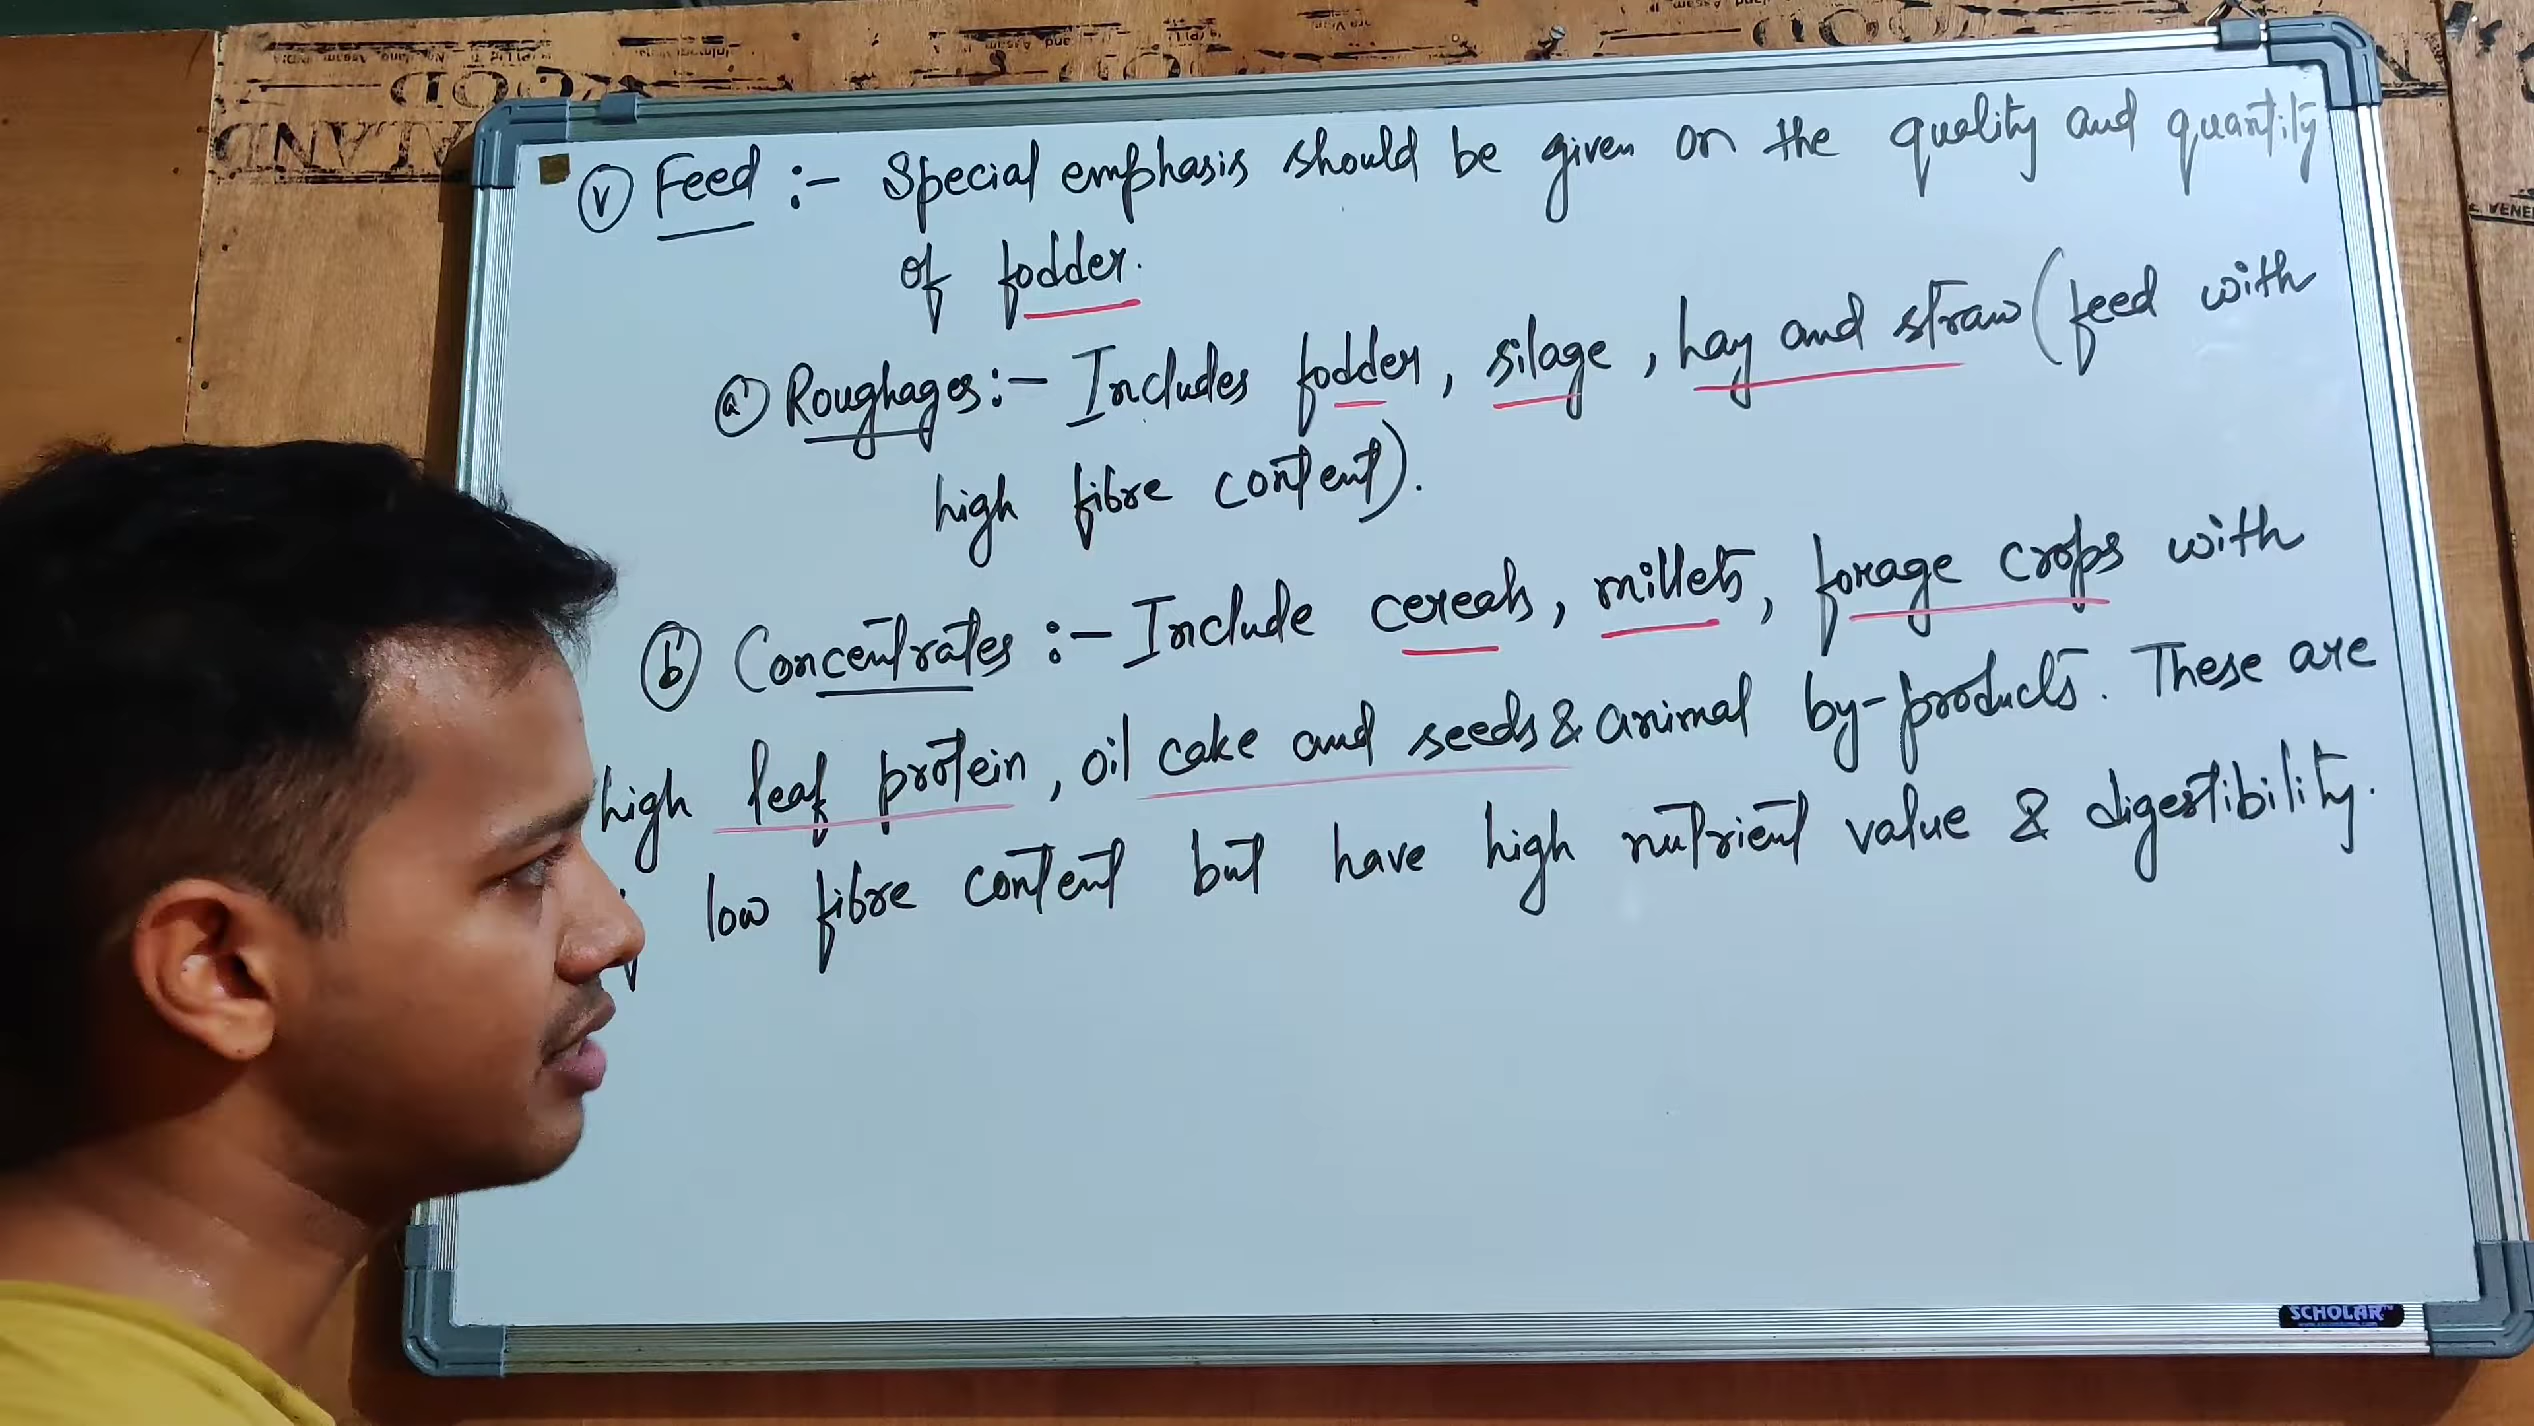 (v) Feed :- Special emphasis should be given on the quality and quantity
of fodder.
(a) Roughages :- Includes fodder, silage, hay and straw (feed with
high fibre content).
(b) Concentrates :- Include cereals, millets, forage crops with
high leaf protein, oil cake and seeds & animal by-products. These are
low fibre content but have high nutrient value & digestibility.
SCHOLAR